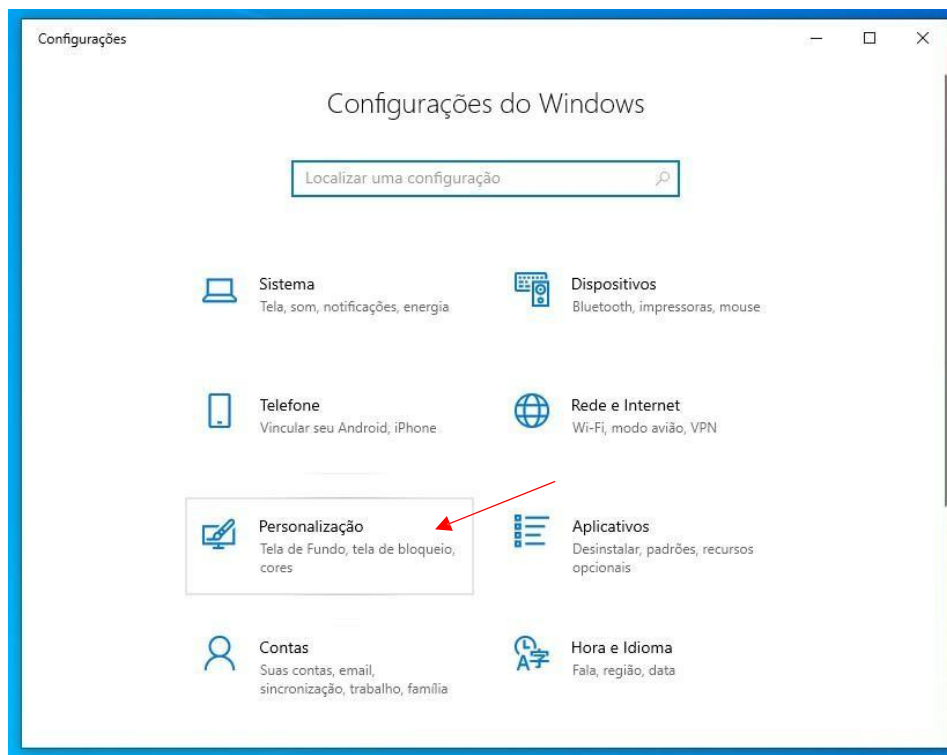 Configurações
Configurações do Windows
Localizar uma configuração
Sistema
Tela, som, notificações, energia
Dispositivos
Bluetooth, impressoras, mouse
Telefone
Vincular seu Android, iPhone
Rede e Internet
Wi-Fi, modo avião, VPN
Personalização
Tela de Fundo, tela de bloqueio,
cores
Aplicativos
Desinstalar, padrões, recursos
opcionais
Contas
Suas contas, email,
sincronização, trabalho, família
Hora e Idioma
Fala, região, data